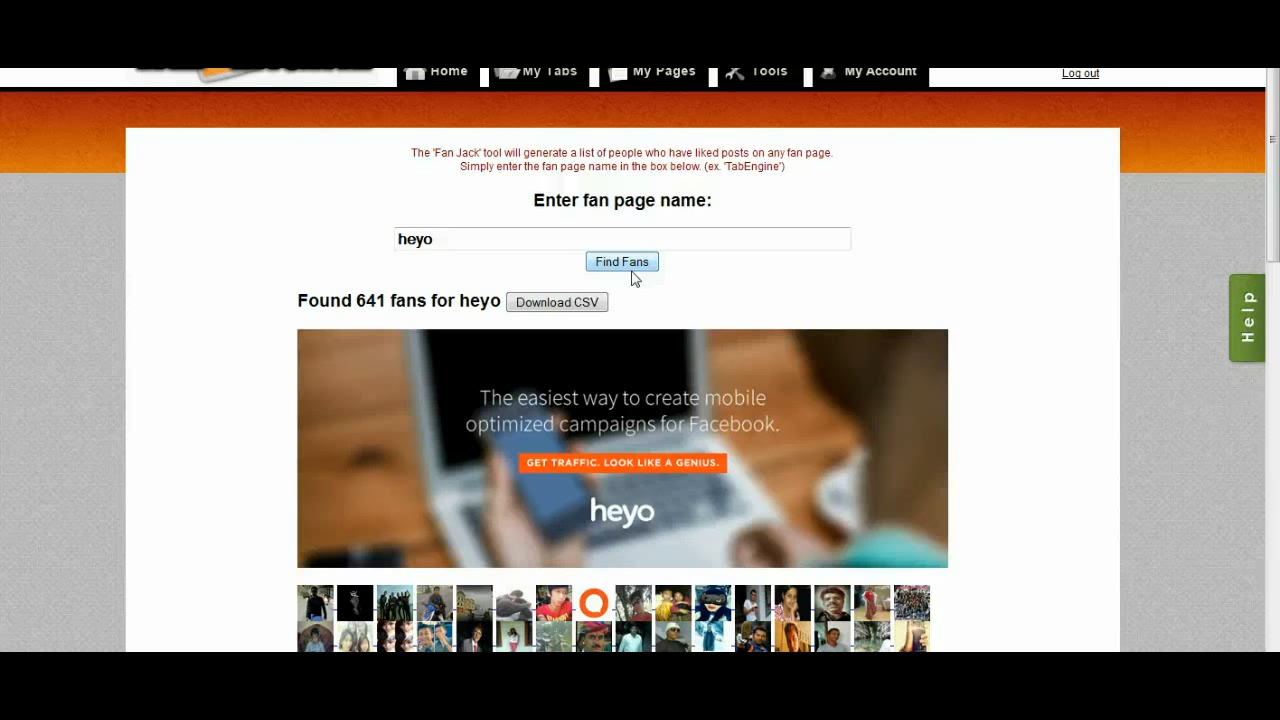 Home
My Tabs
My Pages
Tools
My Account
Log out
The 'Fan Jack' tool will generate a list of people who have liked posts on any fan page.
Simply enter the fan page name in the box below. (ex. 'TabEngine')
Enter fan page name:
heyo
Find Fans
Found 641 fans for heyo
Download CSV
Help
The easiest way to create mobile
optimized campaigns for Facebook.
GET TRAFFIC. LOOK LIKE A GENIUS.
heyo